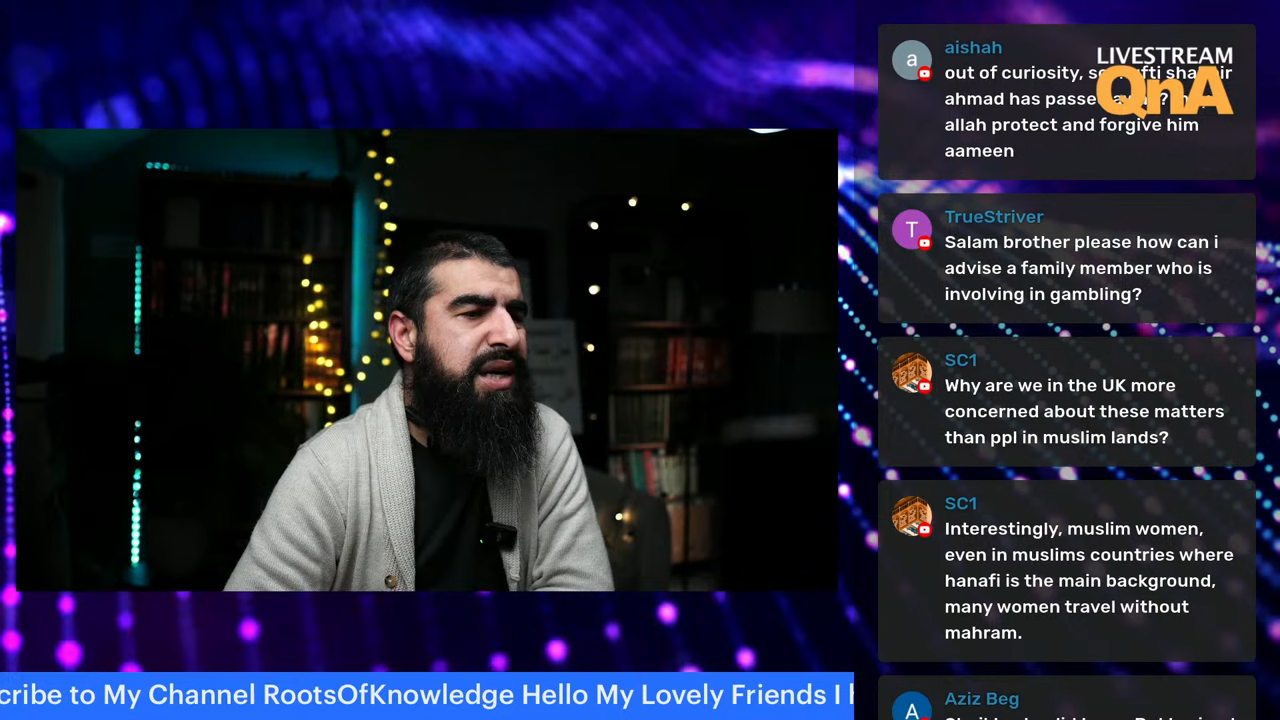 aishah
out of curiosity,
ahmad has
allah protect and forgive him
aameen
LIVESTREAM
QnA
TrueStriver
Salam brother please how can i
advise a family member who is
involving in gambling?
SC1
Why are we in the UK more
concerned about these matters
than ppl in muslim lands?
SC1
Interestingly, muslim women,
even in muslims countries where
hanafi is the main background,
many women travel without
mahram.
Aziz Beg
cribe to My Channel RootsOfKnowledge Hello My Lovely Friends I